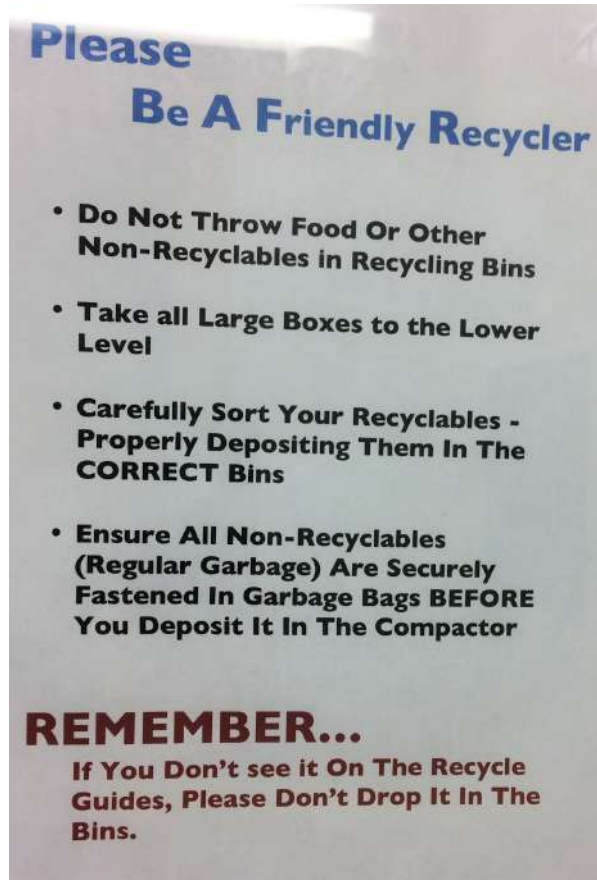 Please
Be A Friendly Recycler
• Do Not Throw Food Or Other
Non-Recyclables in Recycling Bins
• Take all Large Boxes to the Lower
Level
• Carefully Sort Your Recyclables -
Properly Depositing Them In The
CORRECT Bins
• Ensure All Non-Recyclables
(Regular Garbage) Are Securely
Fastened In Garbage Bags BEFORE
You Deposit It In The Compactor
REMEMBER...
If You Don't see it On The Recycle
Guides, Please Don't Drop It In The
Bins.